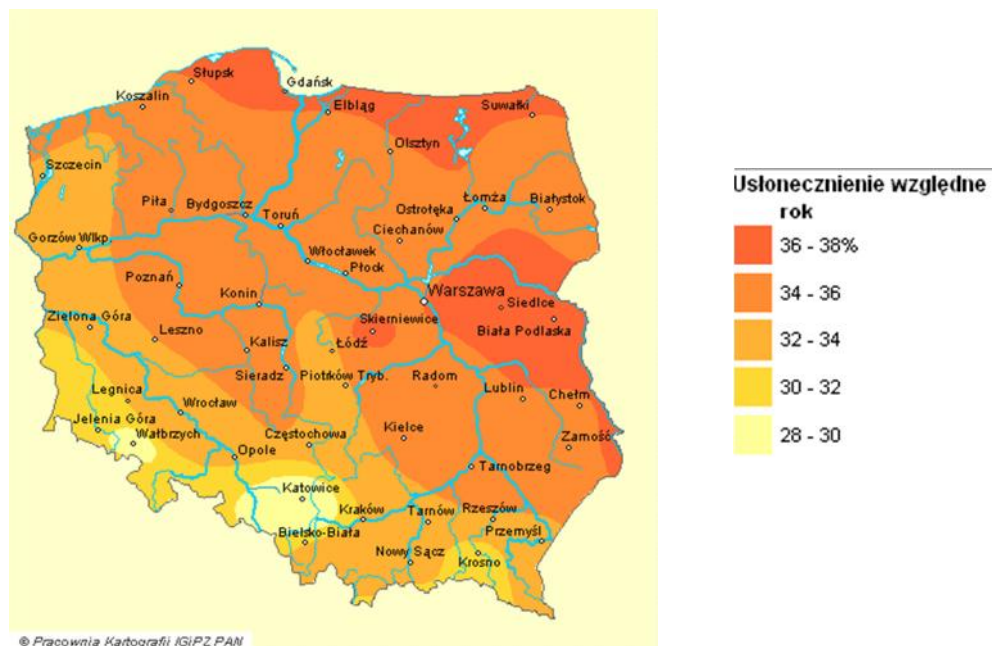 Słupsk
Gdańsk
Koszalin
Elbląg
Suwałki
Olsztyn
Szczecin
Piła
Bydgoszcz
Toruń
Ostrołęka
Łomża
Białystok
Ciechanów
Gorzów Wlkp.
Włocławek
Płock
Poznań
Konin
Warszawa
Siedlce
Zielona Góra
Skierniewice
Biała Podlaska
Leszno
Kalisz
Łódź
Sieradz
Piotrków Tryb.
Radom
Lublin
Legnica
Wrocław
Chełm
Jelenia Góra
Wałbrzych
Częstochowa
Kielce
Zamość
Opole
Tarnobrzeg
Katowice
Kraków
Tarnów
Rzeszów
Bielsko-Biała
Przemyśl
Nowy Sącz
Krosno
© Pracownia Kartografii IGiPZ PAN
Usłonecznienie względne
rok
36 - 38%
34 - 36
32 - 34
30 - 32
28 - 30